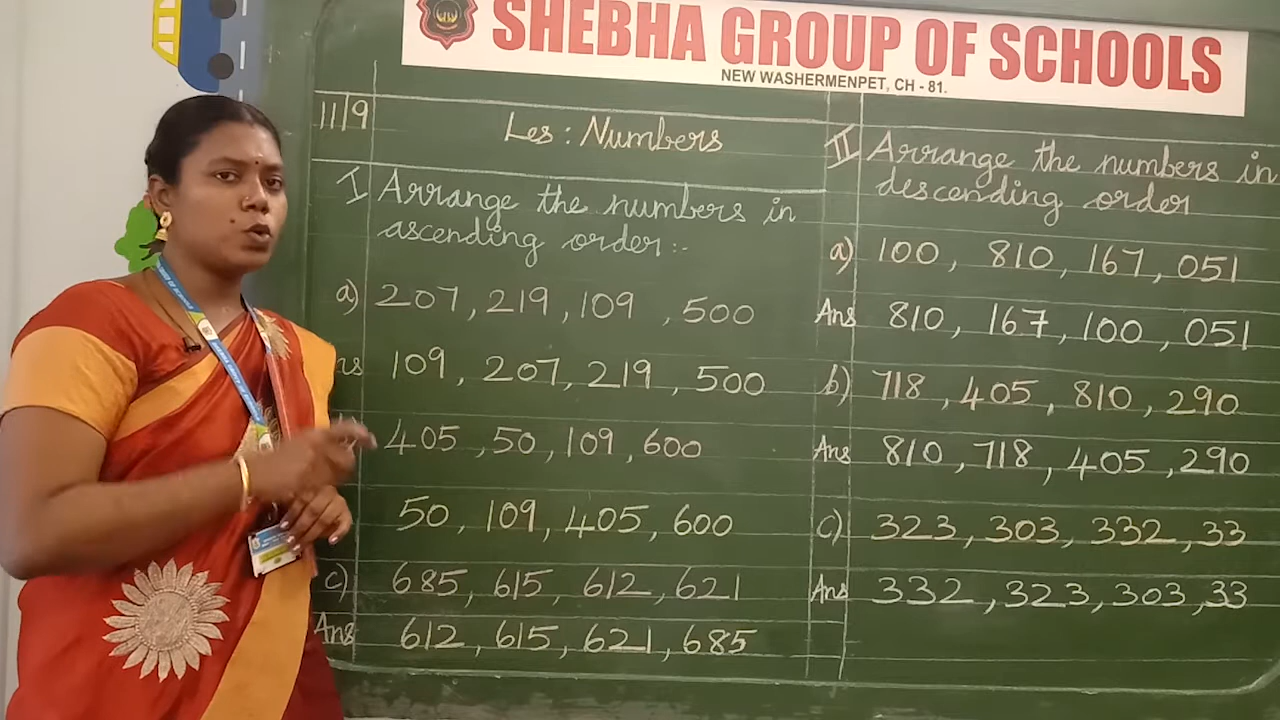 SHEBHA GROUP OF SCHOOLS
NEW WASHERMENPET, CH - 81.
11/9
Les : Numbers
I Arrange the numbers in
ascending order:-
a) 207, 219, 109 , 500
ns 109, 207, 219, 500
405, 50, 109, 600
50, 109, 405, 600
c) 685, 615, 612, 621
Ans 612, 615, 621, 685
II Arrange the numbers in
descending order
a) 100, 810, 167, 051
Ans 810, 167, 100, 051
b) 718, 405, 810, 290
Ans 810, 718, 405, 290
c) 323, 303, 332, 33
Ans 332, 323, 303, 33